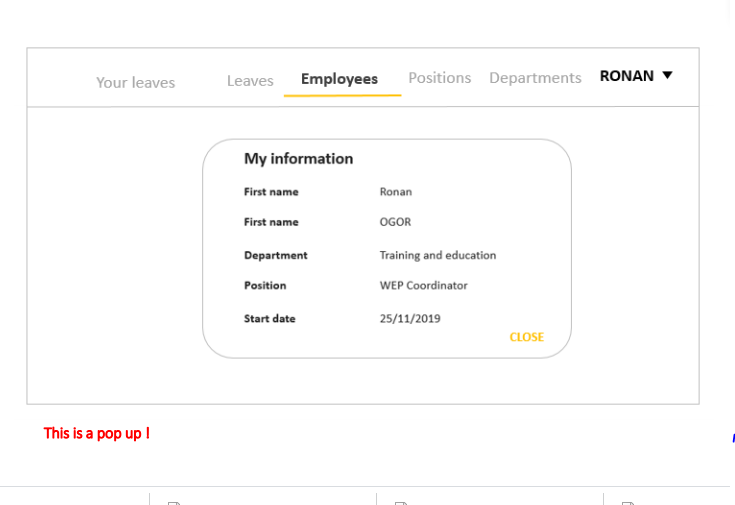 Your leaves Leaves Employees Positions Departments RONAN ▼
My information
First name Ronan
First name OGOR
Department Training and education
Position WEP Coordinator
Start date 25/11/2019
CLOSE
This is a pop up !